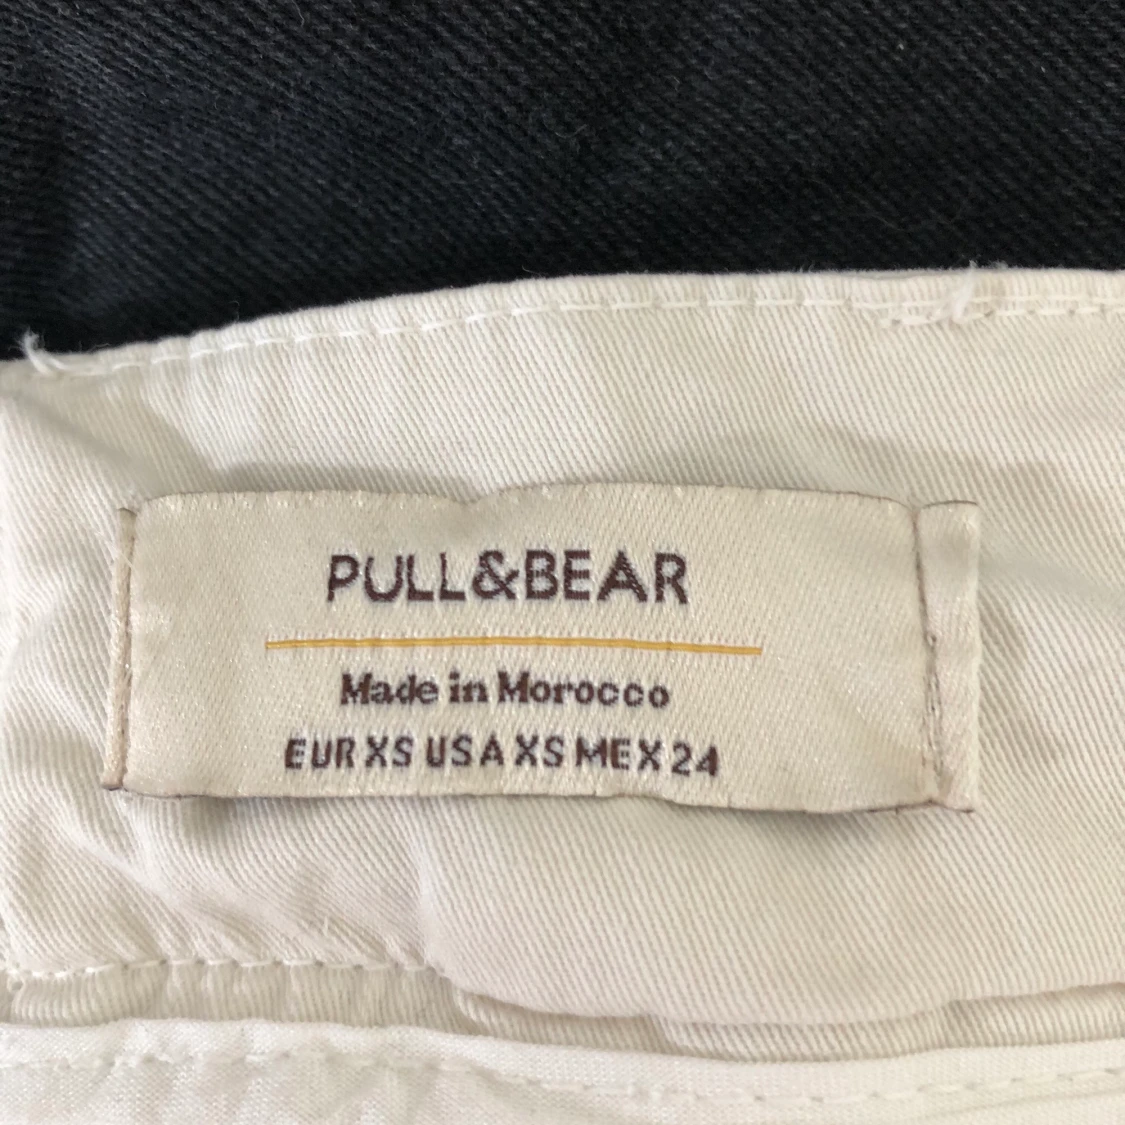 PULL&BEAR
Made in Morocco
EUR XS USA XS MEX 24